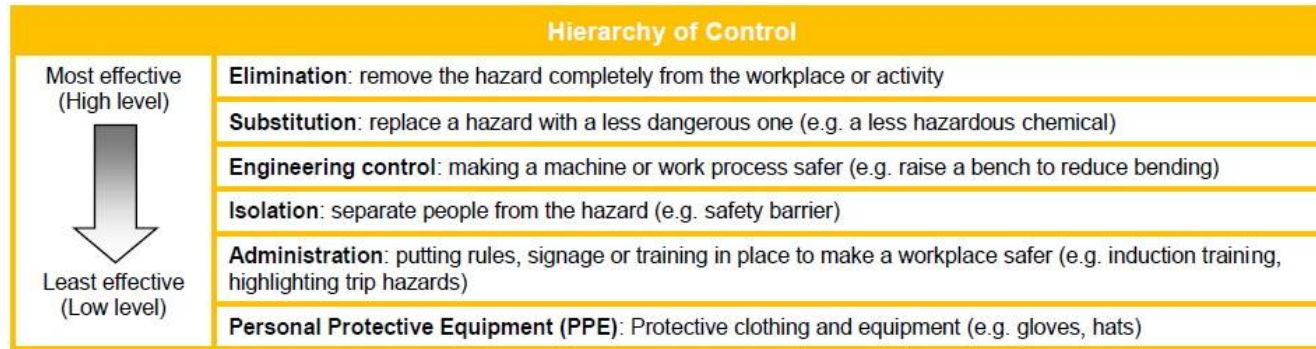 Hierarchy of Control
Most effective
(High level)
Least effective
(Low level)
Elimination: remove the hazard completely from the workplace or activity
Substitution: replace a hazard with a less dangerous one (e.g. a less hazardous chemical)
Engineering control: making a machine or work process safer (e.g. raise a bench to reduce bending)
Isolation: separate people from the hazard (e.g. safety barrier)
Administration: putting rules, signage or training in place to make a workplace safer (e.g. induction training,
highlighting trip hazards)
Personal Protective Equipment (PPE): Protective clothing and equipment (e.g. gloves, hats)